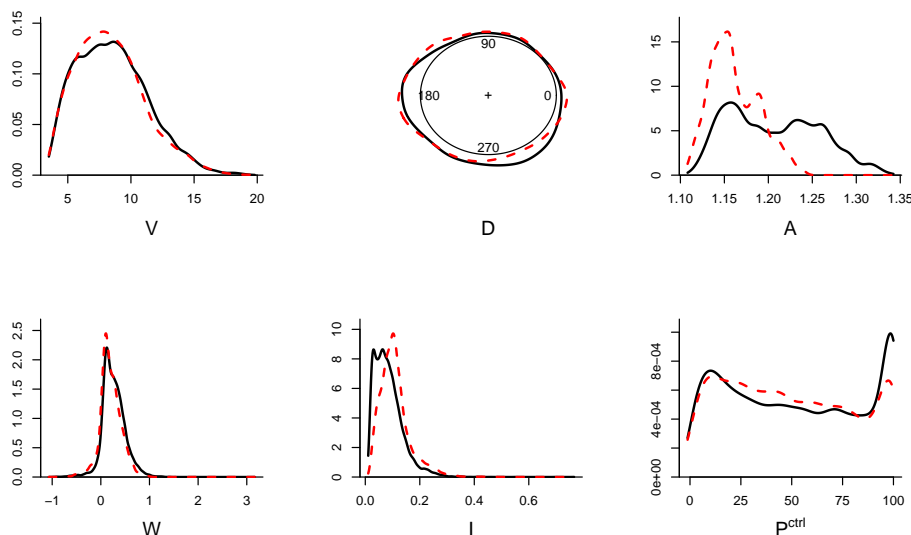 0.00 0.05 0.10 0.15
5 10 15 20
V
90
180 + 0
270
D
0 5 10 15
1.10 1.15 1.20 1.25 1.30 1.35
A
0.0 0.5 1.0 1.5 2.0 2.5
−1 0 1 2 3
W
0 2 4 6 8 10
0.0 0.2 0.4 0.6
I
0e+00 4e−04 8e−04
0 25 50 75 100
Pctrl